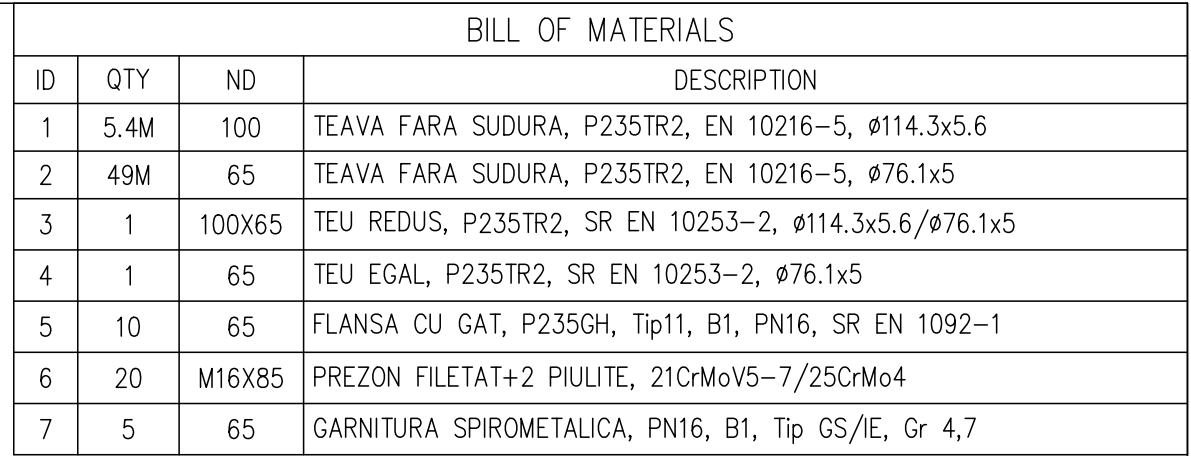 BILL OF MATERIALS
ID QTY ND DESCRIPTION
1 5.4M 100 TEAVA FARA SUDURA, P235TR2, EN 10216-5, ø114.3x5.6
2 49M 65 TEAVA FARA SUDURA, P235TR2, EN 10216-5, ø76.1x5
3 1 100X65 TEU REDUS, P235TR2, SR EN 10253-2, ø114.3x5.6/ø76.1x5
4 1 65 TEU EGAL, P235TR2, SR EN 10253-2, ø76.1x5
5 10 65 FLANSA CU GAT, P235GH, Tip11, B1, PN16, SR EN 1092-1
6 20 M16X85 PREZON FILETAT+2 PIULITE, 21CrMoV5-7/25CrMo4
7 5 65 GARNITURA SPIROMETALICA, PN16, B1, Tip GS/IE, Gr 4,7